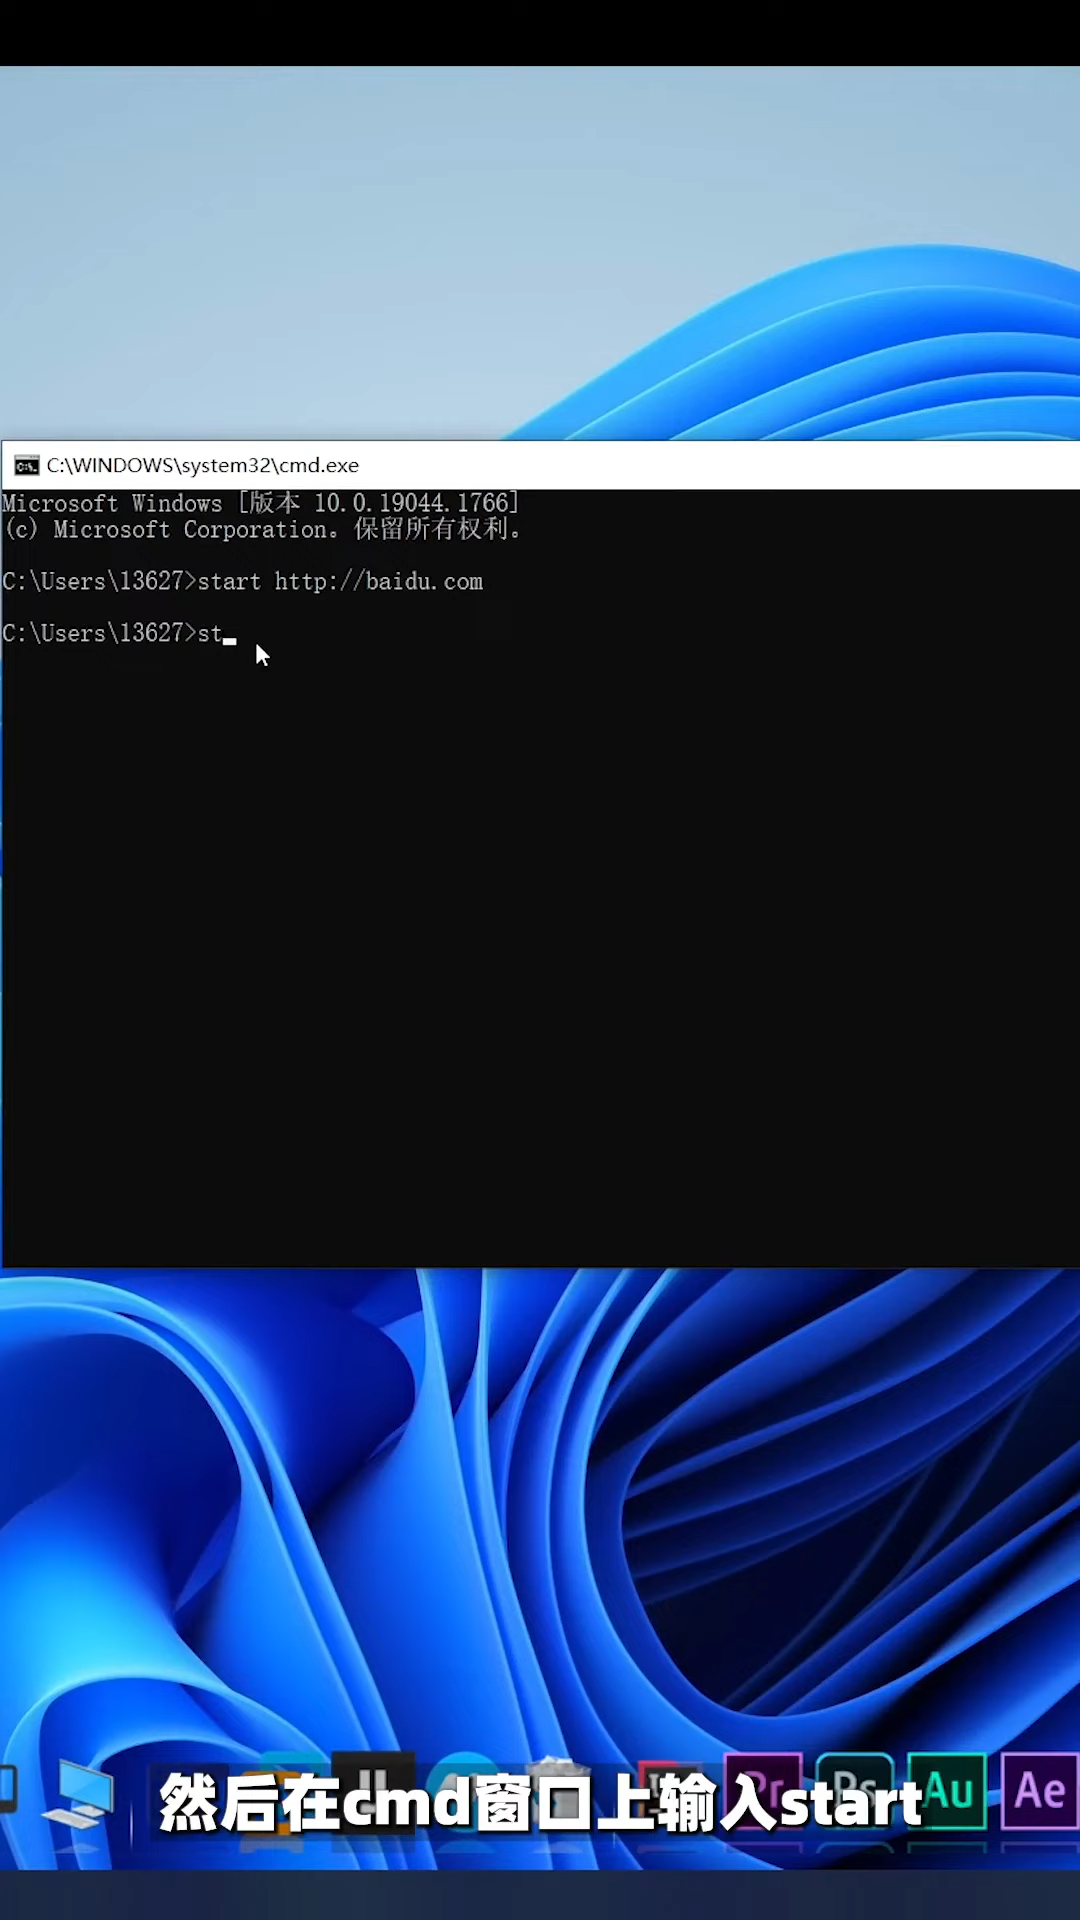 C:\WINDOWS\system32\cmd.exe
Microsoft Windows [版本 10.0.19044.1766]
(c) Microsoft Corporation。保留所有权利。
C:\Users\13627>start http://baidu.com
C:\Users\13627>st
然后在cmd窗口上输入start
Pr Ps Au Ae